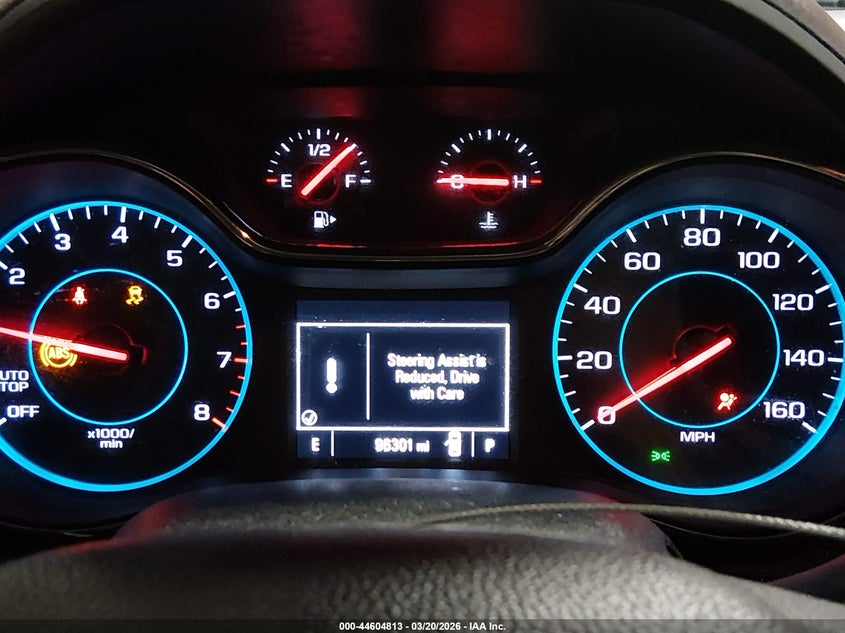 1/2
E F
C H
2 3 4 5 6 7 8
AUTO
STOP
OFF
ABS
x1000/
min
Steering Assist is
Reduced, Drive
with Care
E 96301 mi P
0 20 40 60 80 100 120 140 160
MPH
000-44604813 - 03/20/2026 - IAA Inc.